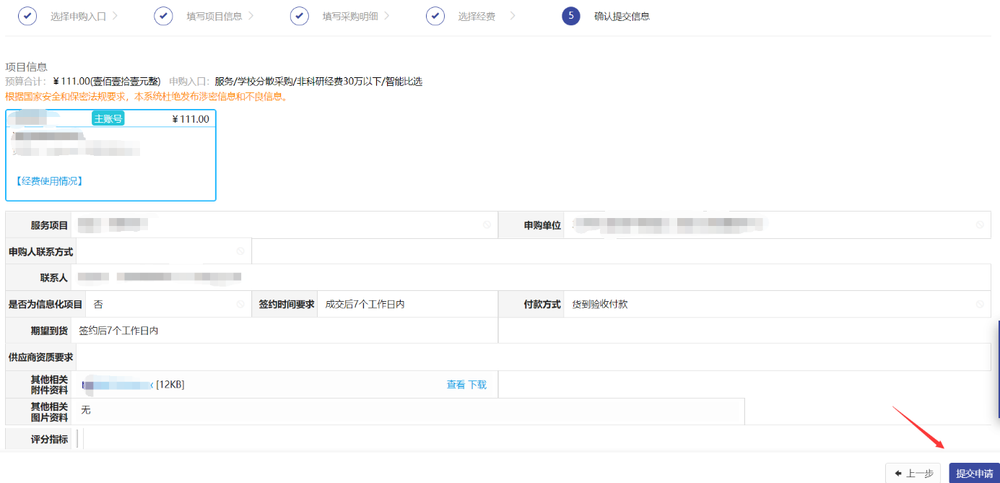 选择申购入口 填写项目信息 填写采购明细 选择经费 5 确认提交信息
项目信息
预算合计： ￥111.00(壹佰壹拾壹元整) 申购入口： 服务/学校分散采购/非科研经费30万以下/智能比选
根据国家安全和保密法规要求，本系统杜绝发布涉密信息和不良信息。
主账号 ￥111.00
【经费使用情况】
服务项目 申购单位
申购人联系方式
联系人
是否为信息化项目 否 签约时间要求 成交后7个工作日内 付款方式 货到验收付款
期望到货 签约后7个工作日内
供应商资质要求
其他相关
附件资料 [12KB] 查看 下载
其他相关
图片资料 无
评分指标
上一步 提交申请